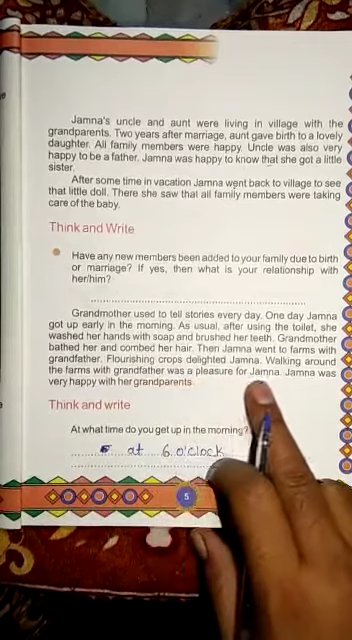 Jamna's uncle and aunt were living in village with the
grandparents. Two years after marriage, aunt gave birth to a lovely
daughter. All family members were happy. Uncle was also very
happy to be a father. Jamna was happy to know that she got a little
sister.
After some time in vacation Jamna went back to village to see
that little doll. There she saw that all family members were taking
care of the baby.
Think and Write
Have any new members been added to your family due to birth
or marriage? If yes, then what is your relationship with
her/him?
Grandmother used to tell stories every day. One day Jamna
got up early in the morning. As usual, after using the toilet, she
washed her hands with soap and brushed her teeth. Grandmother
bathed her and combed her hair. Then Jamna went to farms with
grandfather. Flourishing crops delighted Jamna. Walking around
the farms with grandfather was a pleasure for Jamna. Jamna was
very happy with her grandparents.
Think and write
At what time do you get up in the morning?
at 6 o'clock
5